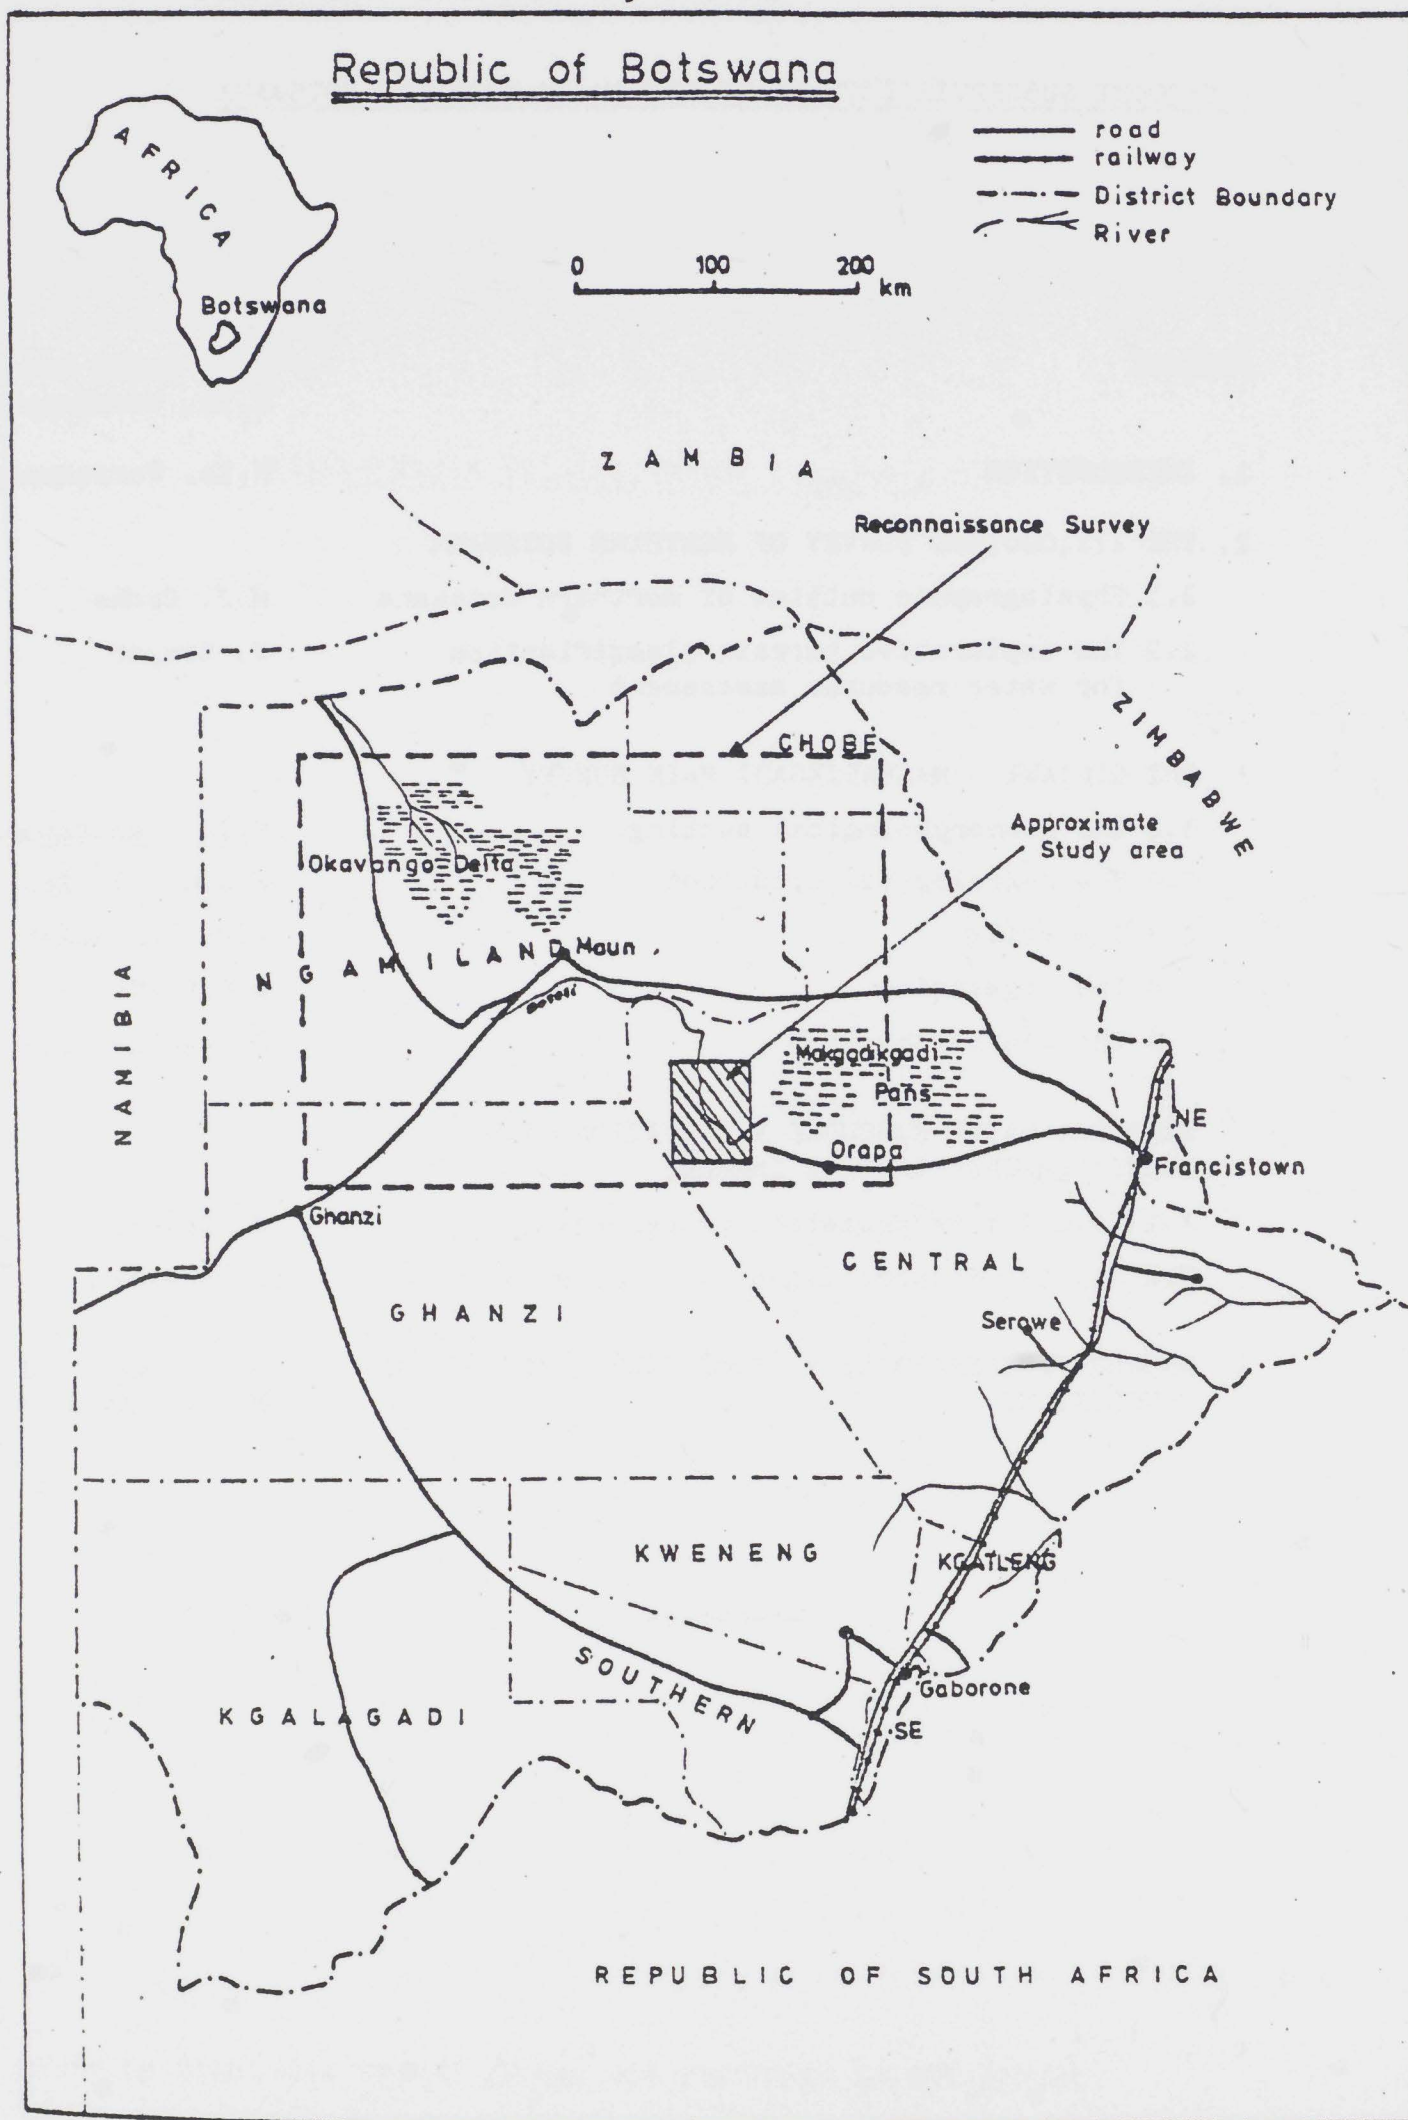 Republic of Botswana
AFRICA
Botswana
road
railway
District Boundary
River
0 100 200
km
ZAMBIA
Reconnaissance Survey
ZIMBABWE
CHOBE
Approximate
Study area
Okavango Delta
NGAMILAND
Maun
NAMIBIA
Makgadikgadi
Pans
NE
Orapa
Francistown
Ghanzi
CENTRAL
GHANZI
Serowe
KWENENG
KGATLENG
SOUTHERN
Gaborone
KGALAGADI
SE
REPUBLIC OF SOUTH AFRICA